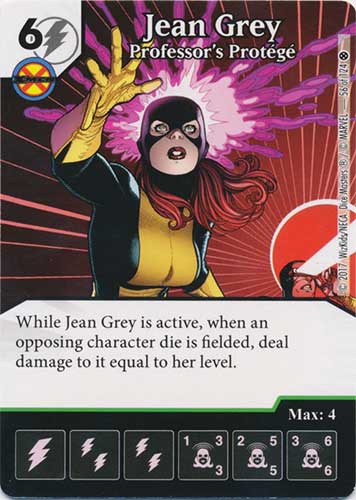 Jean Grey
Professor's Protégé
6
X-MEN
© 2017 WizKids/NECA. Dice Masters ®/ © MARVEL — 56 of 124
While Jean Grey is active, when an
opposing character die is fielded, deal
damage to it equal to her level.
Max: 4
1 3 3
2 5 5
3 6 6